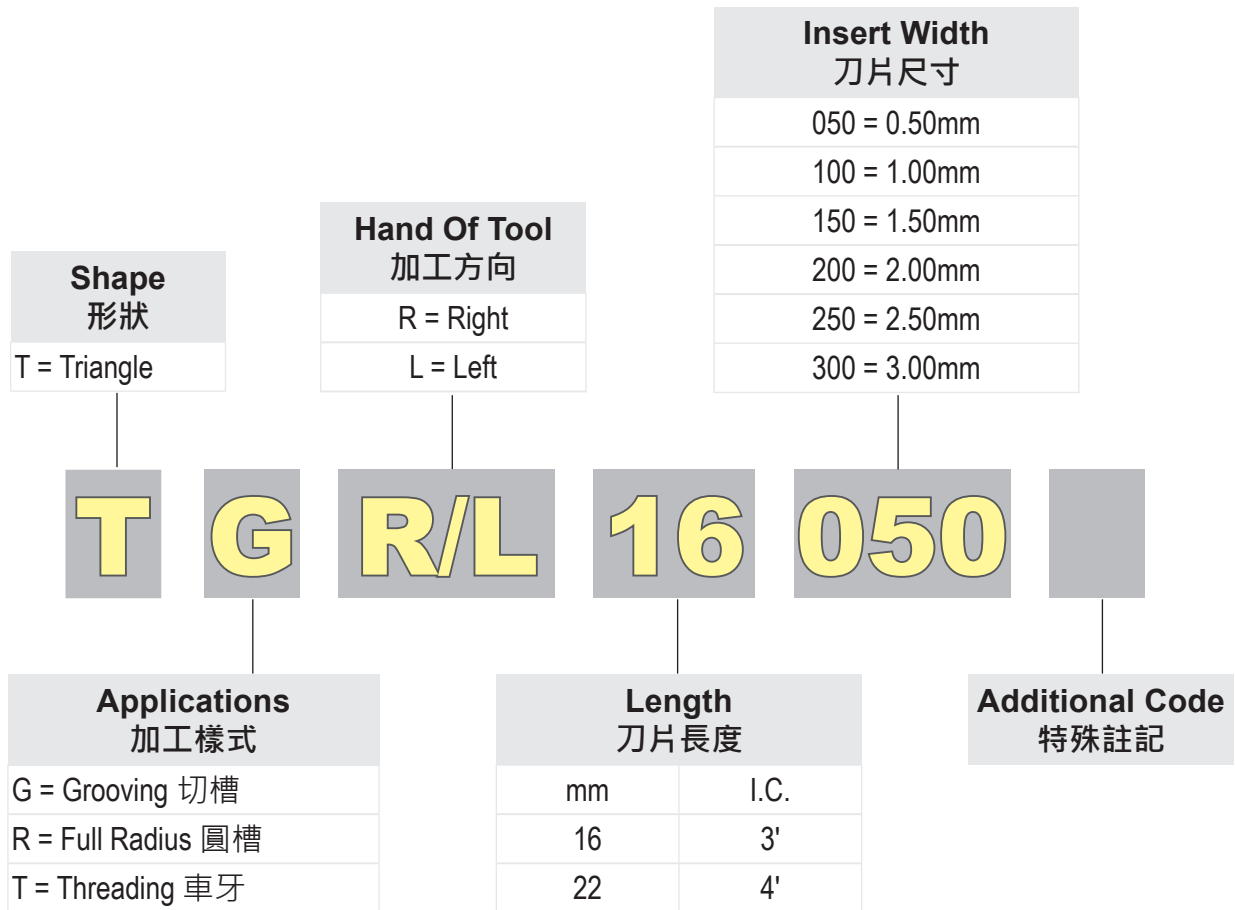 Insert Width
刀片尺寸
050 = 0.50mm
100 = 1.00mm
150 = 1.50mm
200 = 2.00mm
250 = 2.50mm
300 = 3.00mm
Hand Of Tool
加工方向
R = Right
L = Left
Shape
形狀
T = Triangle
T G R/L 16 050
Applications
加工樣式
G = Grooving 切槽
R = Full Radius 圓槽
T = Threading 車牙
Length
刀片長度
mm I.C.
16 3'
22 4'
Additional Code
特殊註記